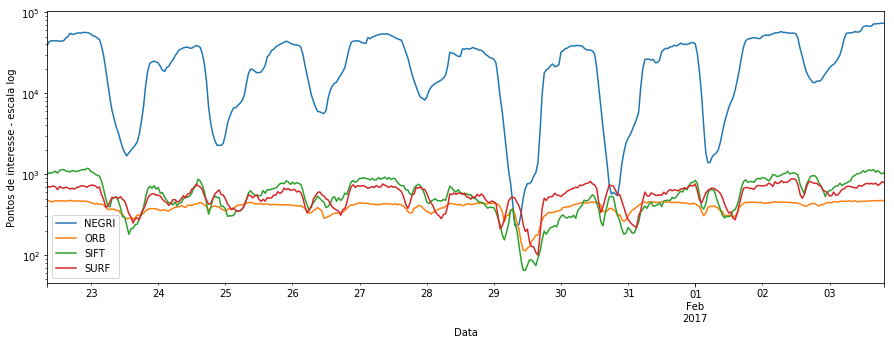 Pontos de interesse - escala log
10^5
10^4
10^3
10^2
NEGRI
ORB
SIFT
SURF
23 24 25 26 27 28 29 30 31 01 02 03
Feb
2017
Data